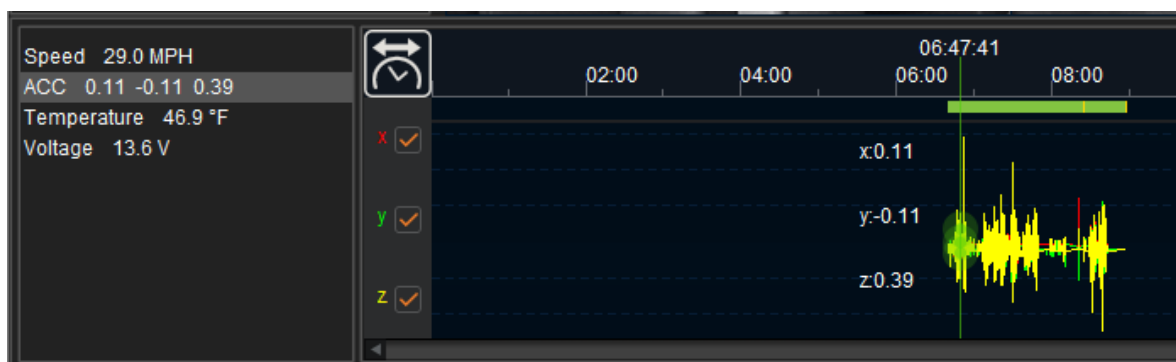 Speed 29.0 MPH
ACC 0.11 -0.11 0.39
Temperature 46.9 °F
Voltage 13.6 V
06:47:41
02:00 04:00 06:00 08:00
x x:0.11
y y:-0.11
z z:0.39